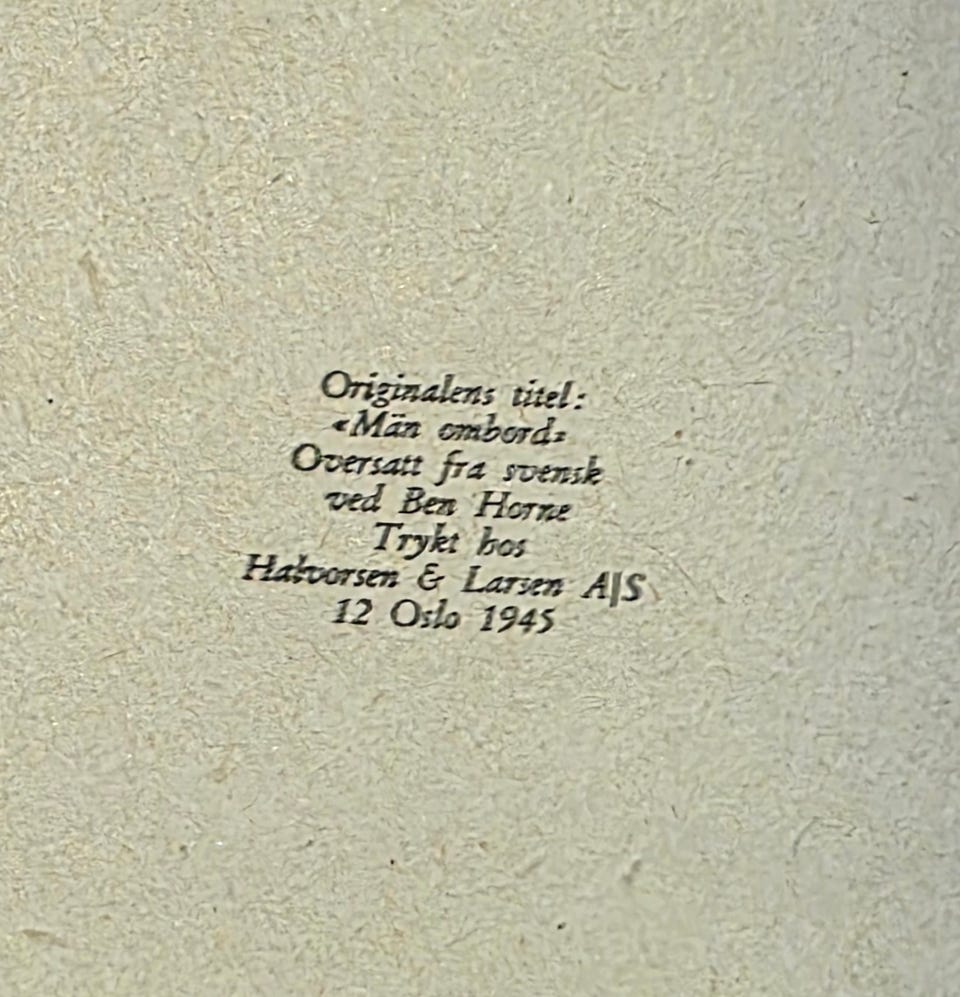 Originalens titel:
«Män ombord»
Oversatt fra svensk
ved Ben Horne
Trykt hos
Halvorsen & Larsen A|S
12 Oslo 1945